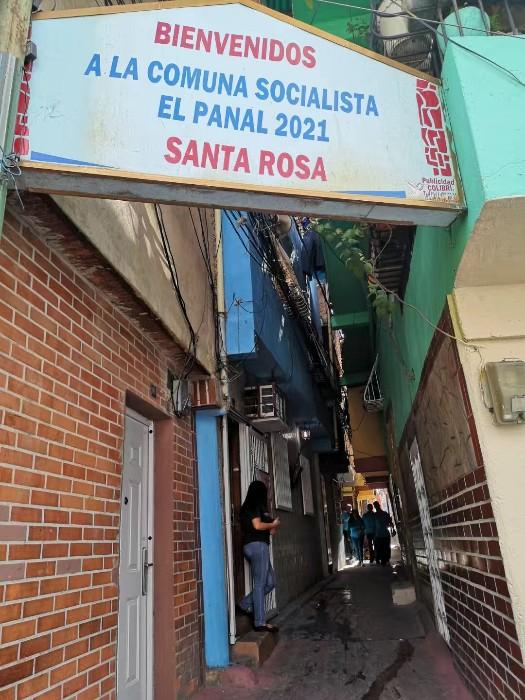 BIENVENIDOS
A LA COMUNA SOCIALISTA
EL PANAL 2021
SANTA ROSA
Publicidad
COLIBRI